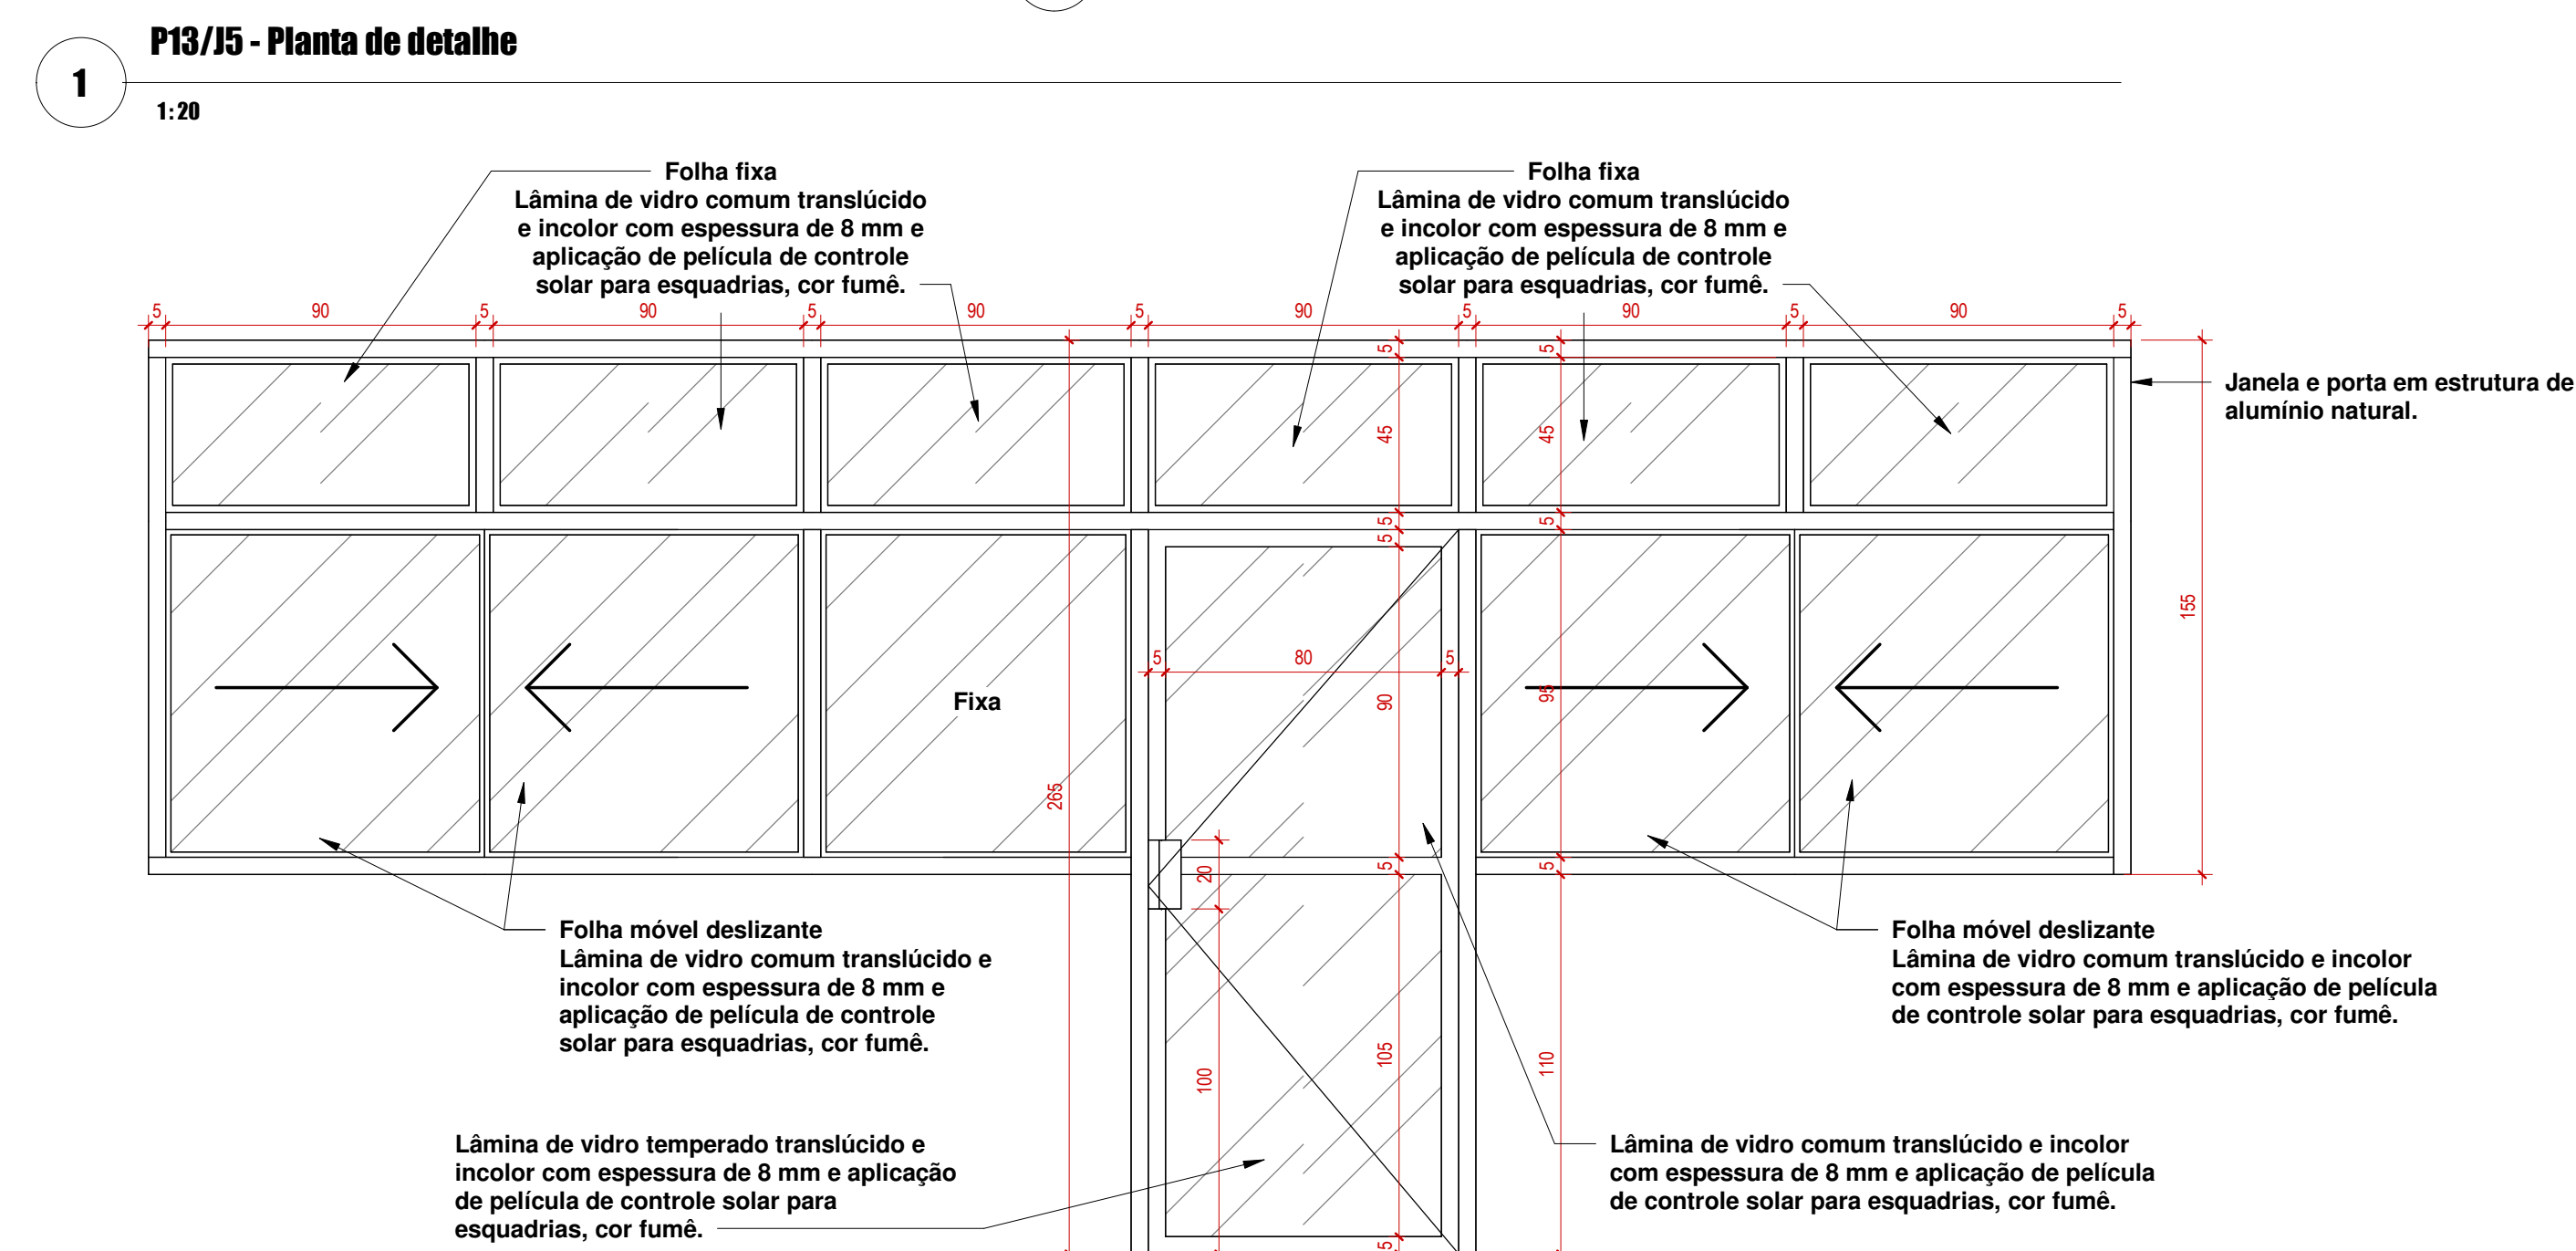 P13/J5 - Planta de detalhe
1
1:20
Folha fixa
Lâmina de vidro comum translúcido
e incolor com espessura de 8 mm e
aplicação de película de controle
solar para esquadrias, cor fumê.
Folha fixa
Lâmina de vidro comum translúcido
e incolor com espessura de 8 mm e
aplicação de película de controle
solar para esquadrias, cor fumê.
5 90 5 90 5 90 5 90 5 90 5 90 5
5 5
Janela e porta em estrutura de
alumínio natural.
45 45
5 5
5
155
5 80 5
Fixa
90 95
265
20
5 5
Folha móvel deslizante
Lâmina de vidro comum translúcido e
incolor com espessura de 8 mm e
aplicação de película de controle
solar para esquadrias, cor fumê.
Folha móvel deslizante
Lâmina de vidro comum translúcido e incolor
com espessura de 8 mm e aplicação de película
de controle solar para esquadrias, cor fumê.
100 105 110
Lâmina de vidro temperado translúcido e
incolor com espessura de 8 mm e aplicação
de película de controle solar para
esquadrias, cor fumê.
Lâmina de vidro comum translúcido e incolor
com espessura de 8 mm e aplicação de película
de controle solar para esquadrias, cor fumê.
5